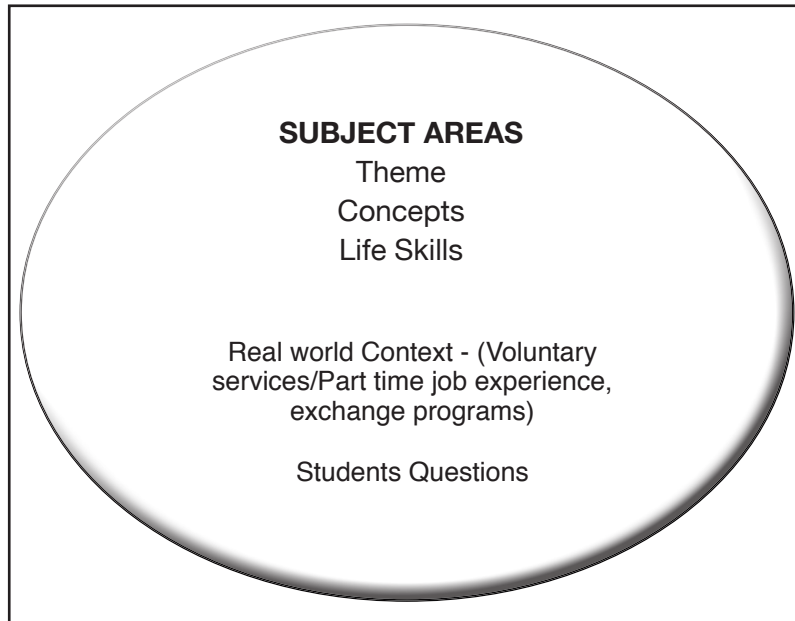 SUBJECT AREAS
Theme
Concepts
Life Skills
Real world Context - (Voluntary
services/Part time job experience,
exchange programs)
Students Questions